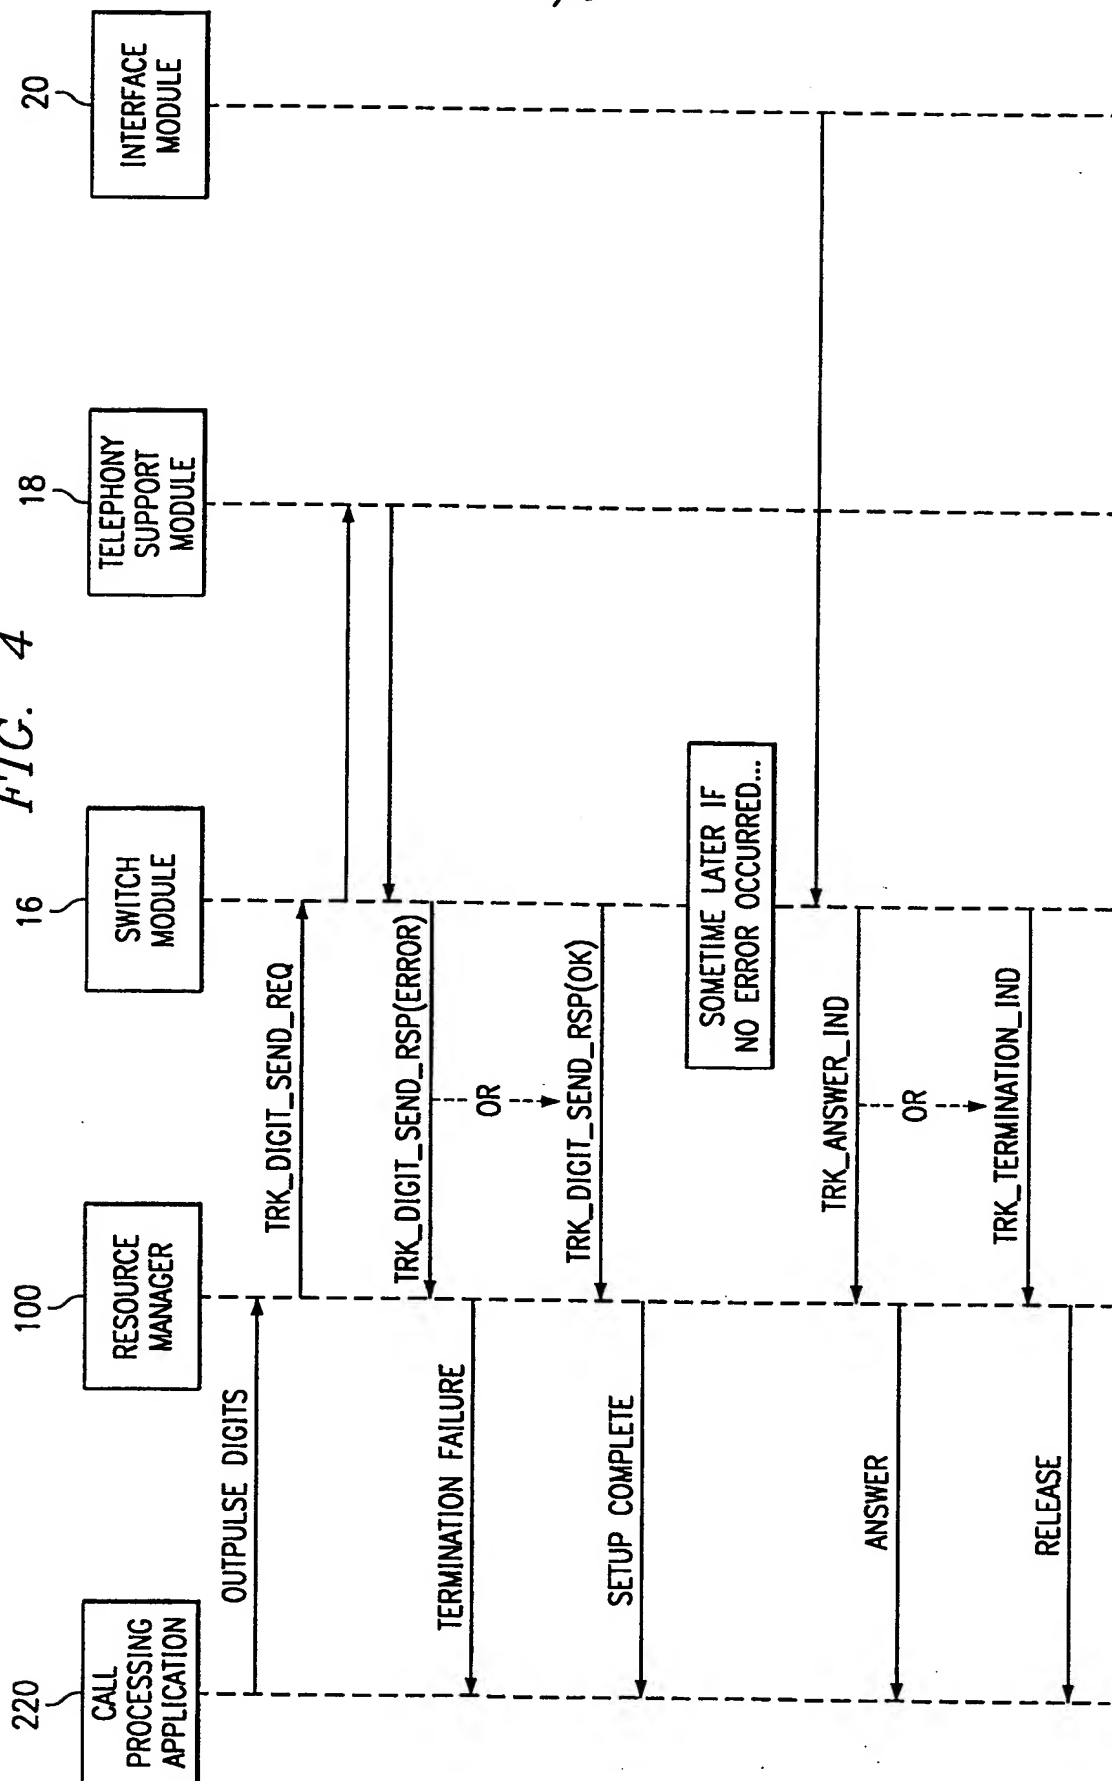 FIG. 4
220
CALL
PROCESSING
APPLICATION
100
RESOURCE
MANAGER
16
SWITCH
MODULE
18
TELEPHONY
SUPPORT
MODULE
20
INTERFACE
MODULE
OUTPULSE DIGITS
TRK_DIGIT_SEND_REQ
TRK_DIGIT_SEND_RSP(ERROR)
TERMINATION FAILURE
OR
TRK_DIGIT_SEND_RSP(OK)
SETUP COMPLETE
SOMETIME LATER IF
NO ERROR OCCURRED...
TRK_ANSWER_IND
ANSWER
OR
TRK_TERMINATION_IND
RELEASE